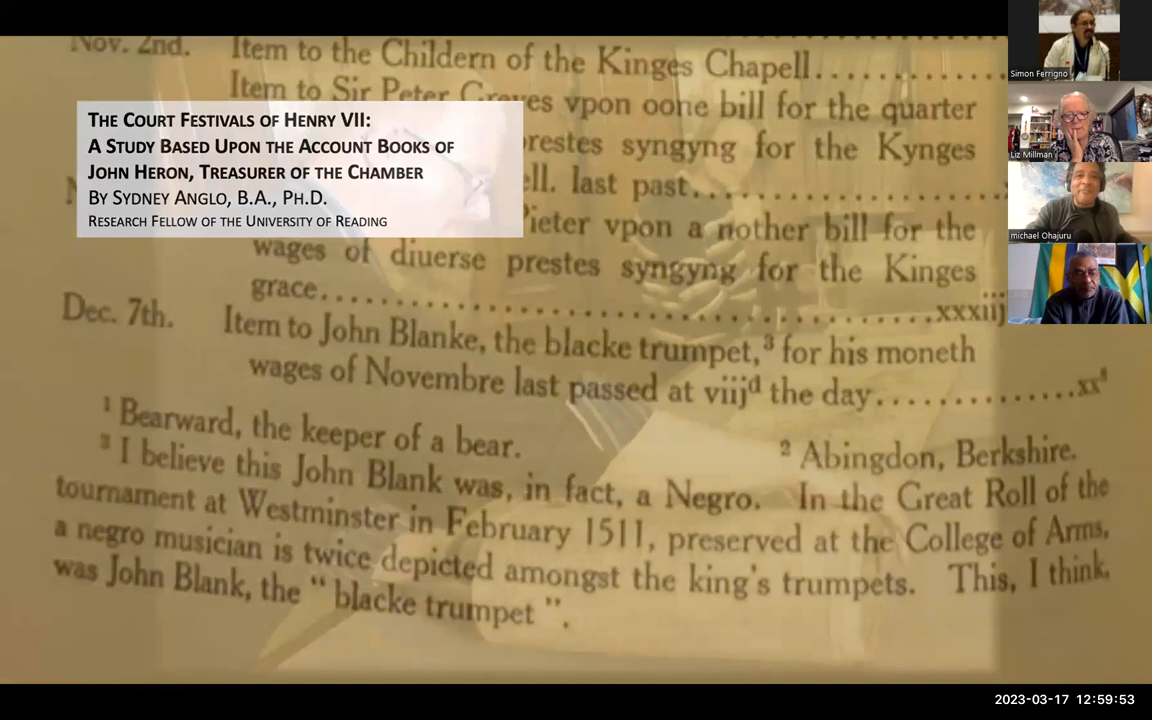 Nov. 2nd. Item to the Childern of the Kinges Chapell
Item to Sir Peter Greves vpon oone bill for the quarter
prestes syngyng for the Kynges
ell. last past
Pieter vpon a nother bill for the
wages of diuerse prestes syngyng for the Kinges
grace xxxiij
Dec. 7th. Item to John Blanke, the blacke trumpet,³ for his moneth
wages of Novembre last passed at viijᵈ the day xxˢ
¹ Bearward, the keeper of a bear. ² Abingdon, Berkshire.
³ I believe this John Blank was, in fact, a Negro. In the Great Roll of the
tournament at Westminster in February 1511, preserved at the College of Arms,
a negro musician is twice depicted amongst the king's trumpets. This, I think,
was John Blank, the "blacke trumpet".
THE COURT FESTIVALS OF HENRY VII:
A STUDY BASED UPON THE ACCOUNT BOOKS OF
JOHN HERON, TREASURER OF THE CHAMBER
BY SYDNEY ANGLO, B.A., PH.D.
RESEARCH FELLOW OF THE UNIVERSITY OF READING
Simon Ferrigno
Liz Millman
michael Ohajuru
2023-03-17 12:59:53